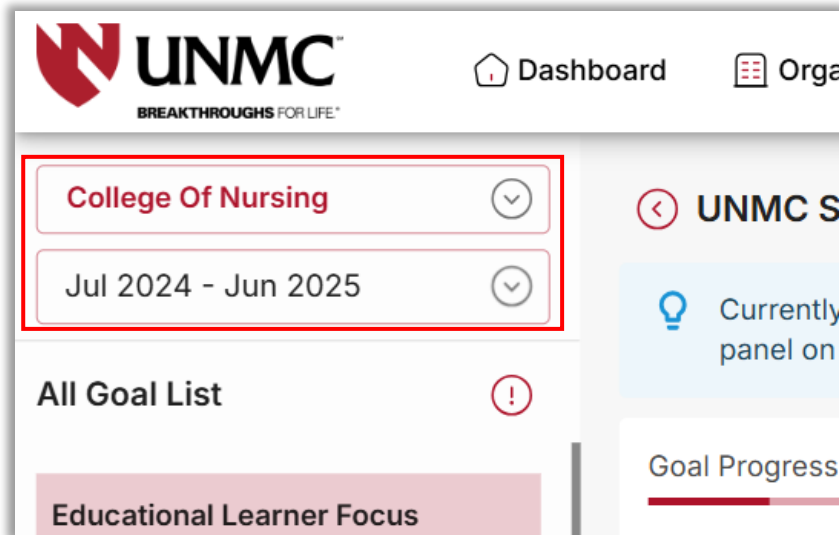 UNMC™
BREAKTHROUGHS FOR LIFE®
Dashboard
College Of Nursing
Jul 2024 - Jun 2025
All Goal List
Educational Learner Focus
UNMC
Currently
panel on
Goal Progress